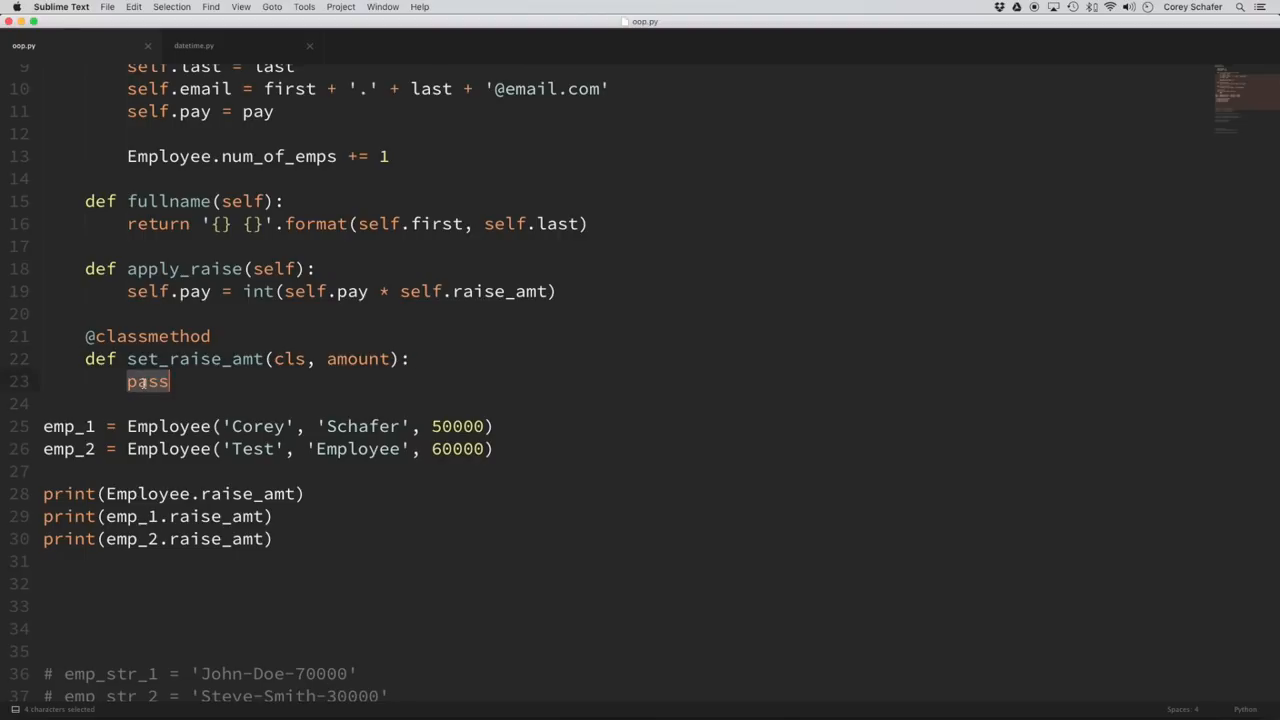 Sublime Text File Edit Selection Find View Goto Tools Project Window Help Corey Schafer
oop.py
oop.py datetime.py
9 self.last = last
10 self.email = first + '.' + last + '@email.com'
11 self.pay = pay
12
13 Employee.num_of_emps += 1
14
15 def fullname(self):
16 return '{} {}'.format(self.first, self.last)
17
18 def apply_raise(self):
19 self.pay = int(self.pay * self.raise_amt)
20
21 @classmethod
22 def set_raise_amt(cls, amount):
23 pass
24
25 emp_1 = Employee('Corey', 'Schafer', 50000)
26 emp_2 = Employee('Test', 'Employee', 60000)
27
28 print(Employee.raise_amt)
29 print(emp_1.raise_amt)
30 print(emp_2.raise_amt)
31
32
33
34
35
36 # emp_str_1 = 'John-Doe-70000'
37 # emp_str_2 = 'Steve-Smith-30000'
4 characters selected Spaces: 4 Python